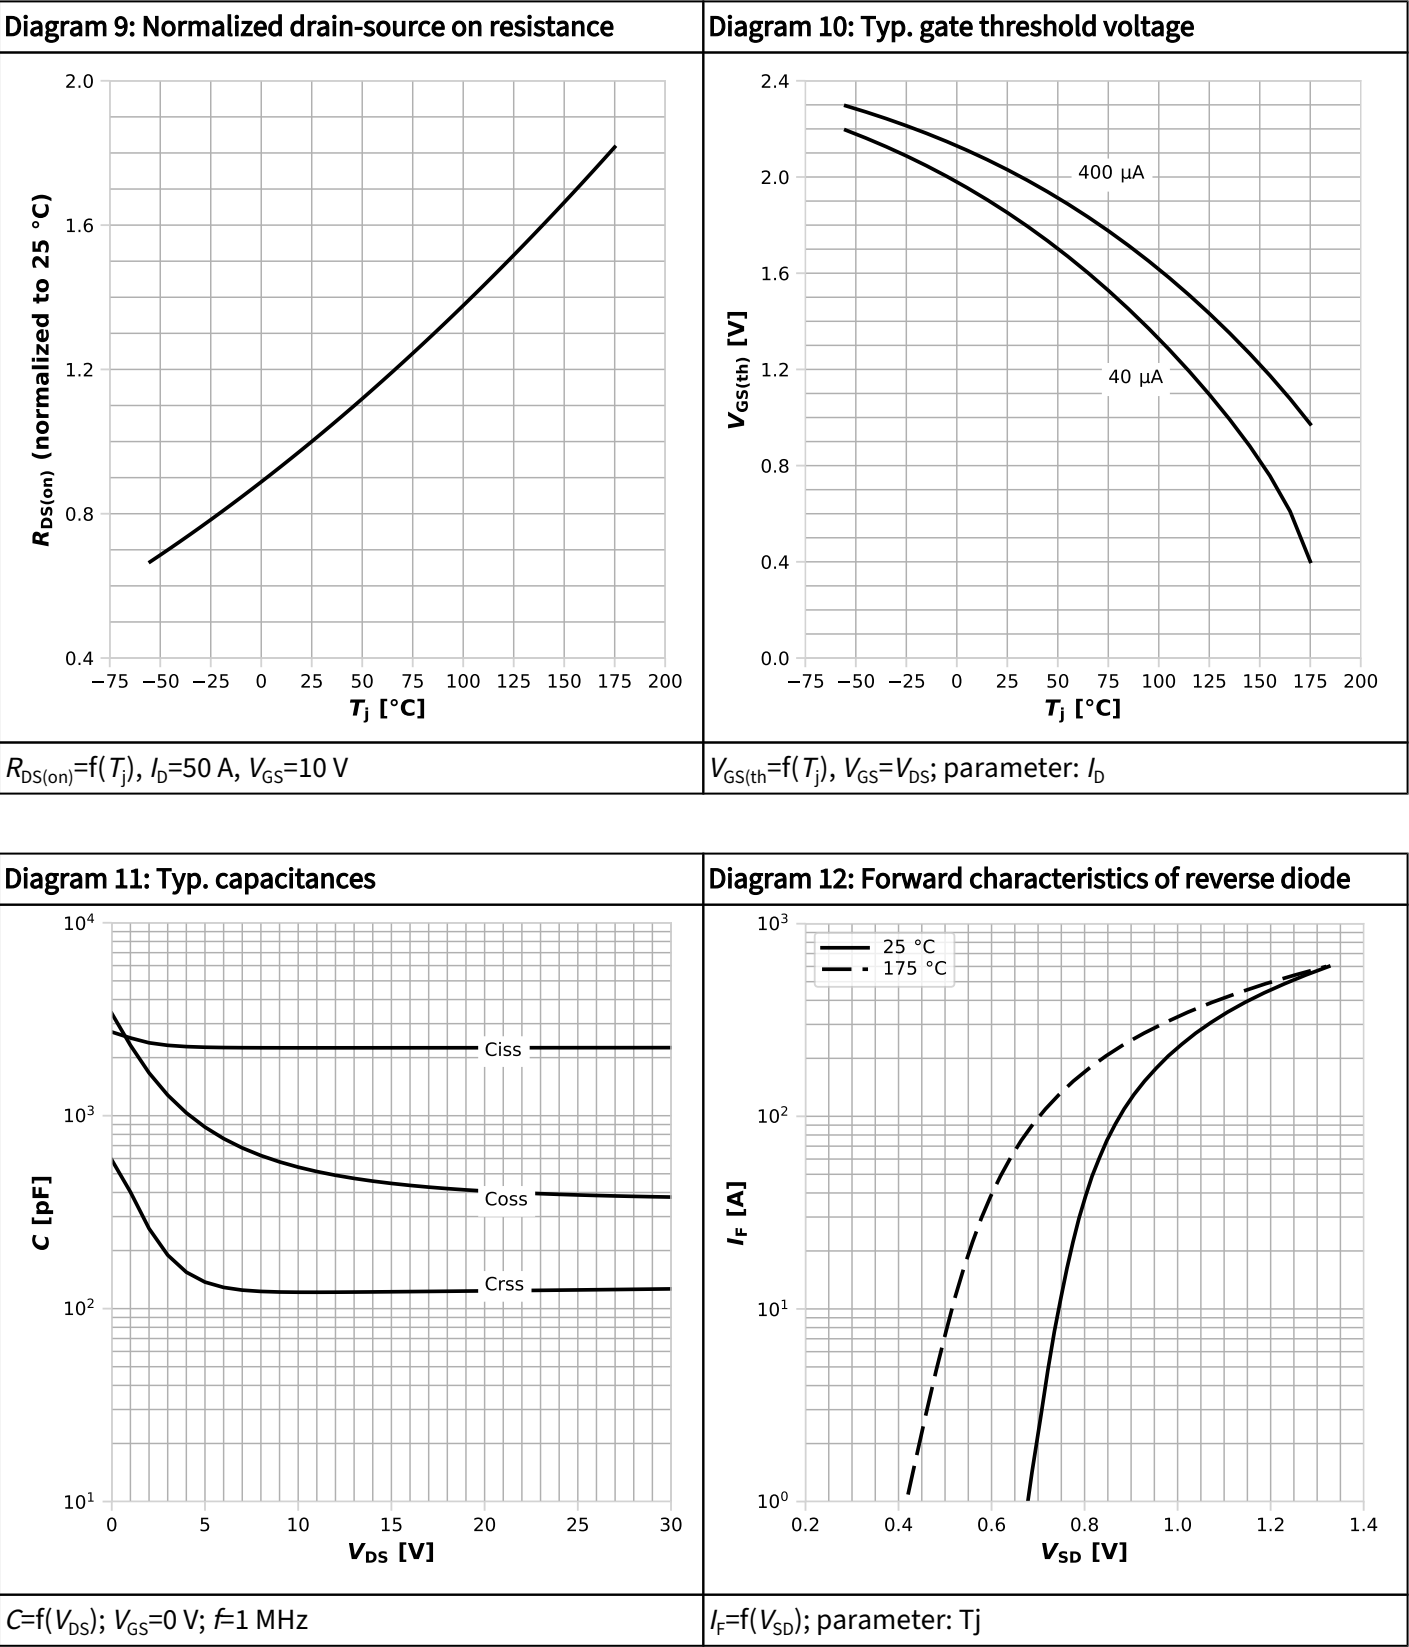 Diagram 9: Normalized drain-source on resistance
2.0
1.6
1.2
0.8
0.4
−75 −50 −25 0 25 50 75 100 125 150 175 200
RDS(on) (normalized to 25 °C)
Tj [°C]
RDS(on)=f(Tj), ID=50 A, VGS=10 V
Diagram 10: Typ. gate threshold voltage
2.4
2.0
1.6
1.2
0.8
0.4
0.0
400 μA
40 μA
−75 −50 −25 0 25 50 75 100 125 150 175 200
VGS(th) [V]
Tj [°C]
VGS(th=f(Tj), VGS=VDS; parameter: ID
Diagram 11: Typ. capacitances
10⁴
10³
10²
10¹
Ciss
Coss
Crss
0 5 10 15 20 25 30
C [pF]
VDS [V]
C=f(VDS); VGS=0 V; f=1 MHz
Diagram 12: Forward characteristics of reverse diode
25 °C
175 °C
10³
10²
10¹
10⁰
0.2 0.4 0.6 0.8 1.0 1.2 1.4
IF [A]
VSD [V]
IF=f(VSD); parameter: Tj